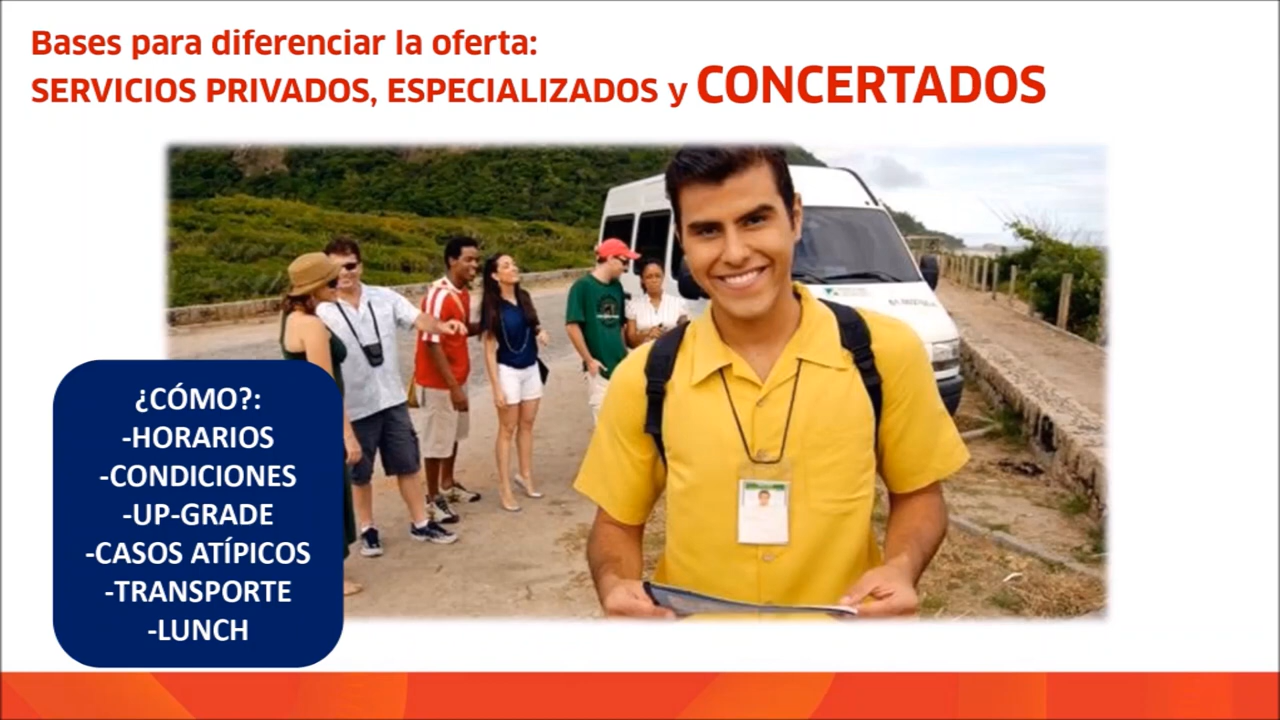 Bases para diferenciar la oferta:
SERVICIOS PRIVADOS, ESPECIALIZADOS y CONCERTADOS
¿CÓMO?:
-HORARIOS
-CONDICIONES
-UP-GRADE
-CASOS ATÍPICOS
-TRANSPORTE
-LUNCH